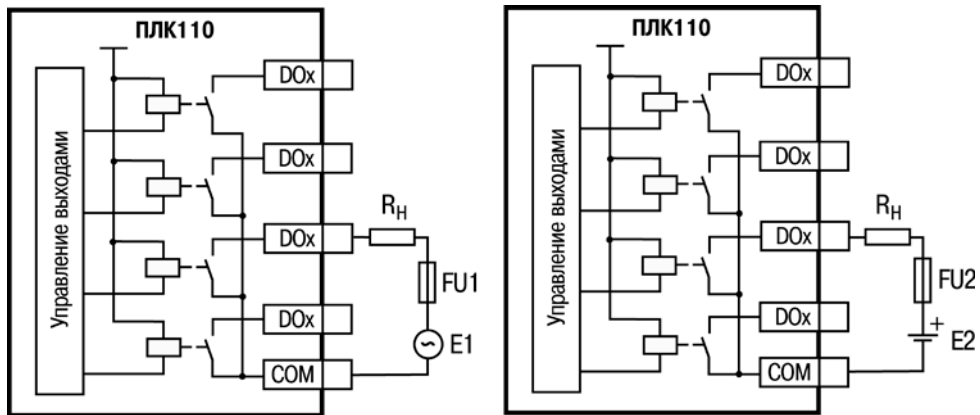 ПЛК110
Управление выходами
DOx
DOx
DOx
DOx
COM
RН
FU1
~
E1
ПЛК110
Управление выходами
DOx
DOx
DOx
DOx
COM
RН
FU2
+
E2